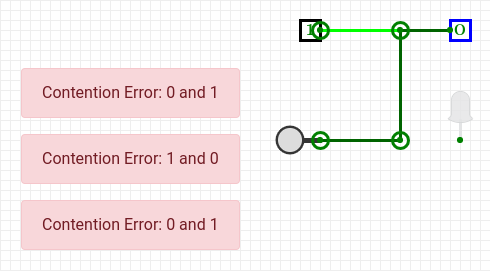 1 0
Contention Error: 0 and 1
Contention Error: 1 and 0
Contention Error: 0 and 1